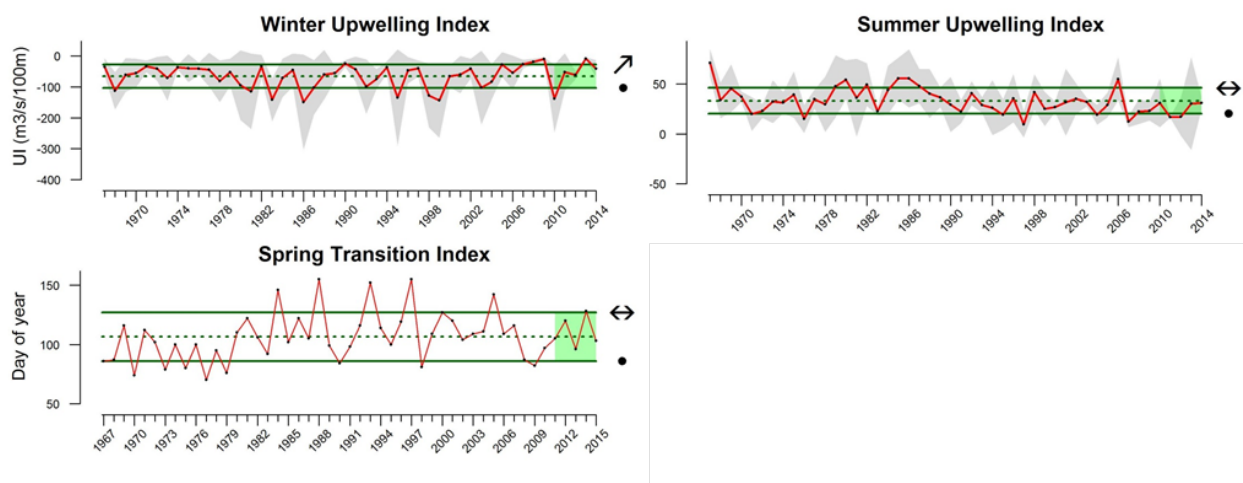 Winter Upwelling Index
UI (m3/s/100m)
0
-100
-200
-300
-400
1970 1974 1978 1982 1986 1990 1994 1998 2002 2006 2010 2014
Summer Upwelling Index
50
0
-50
1970 1974 1978 1982 1986 1990 1994 1998 2002 2006 2010 2014
Spring Transition Index
Day of year
150
100
50
1967 1970 1973 1976 1979 1982 1985 1988 1991 1994 1997 2000 2003 2006 2009 2012 2015